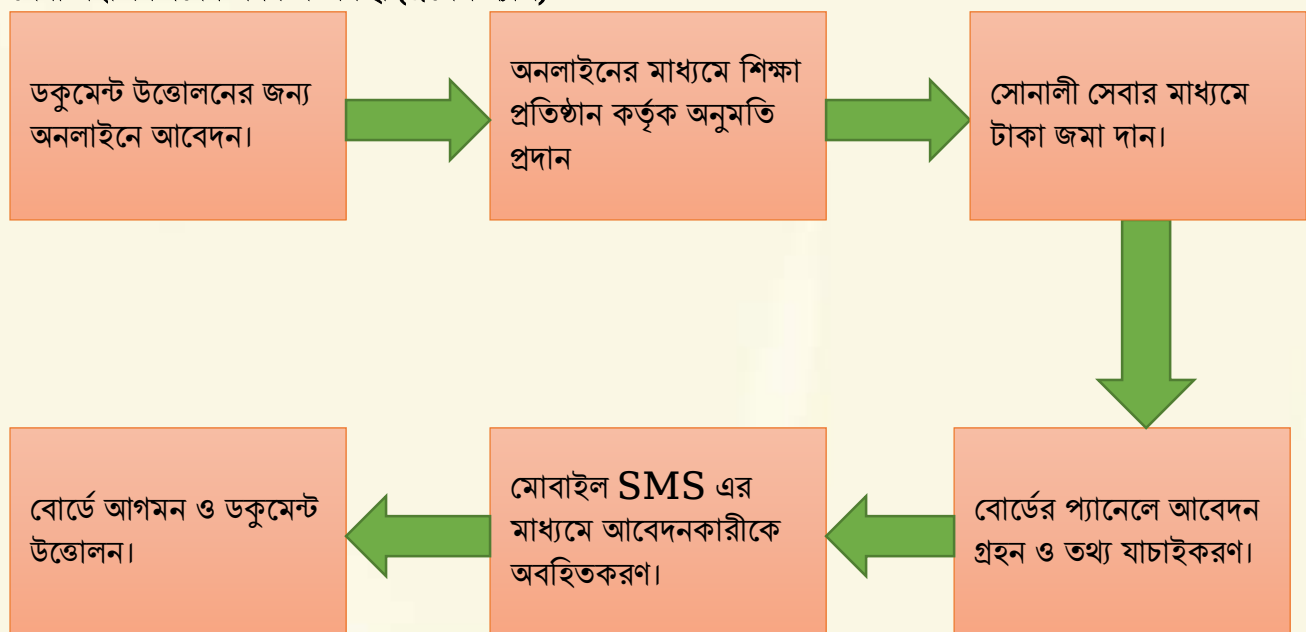 ডকুমেন্ট উত্তোলনের জন্য
অনলাইনে আবেদন।
অনলাইনের মাধ্যমে শিক্ষা
প্রতিষ্ঠান কর্তৃক অনুমতি
প্রদান
সোনালী সেবার মাধ্যমে
টাকা জমা দান।
বোর্ডের প্যানেলে আবেদন
গ্রহন ও তথ্য যাচাইকরণ।
মোবাইল SMS এর
মাধ্যমে আবেদনকারীকে
অবহিতকরণ।
বোর্ডে আগমন ও ডকুমেন্ট
উত্তোলন।